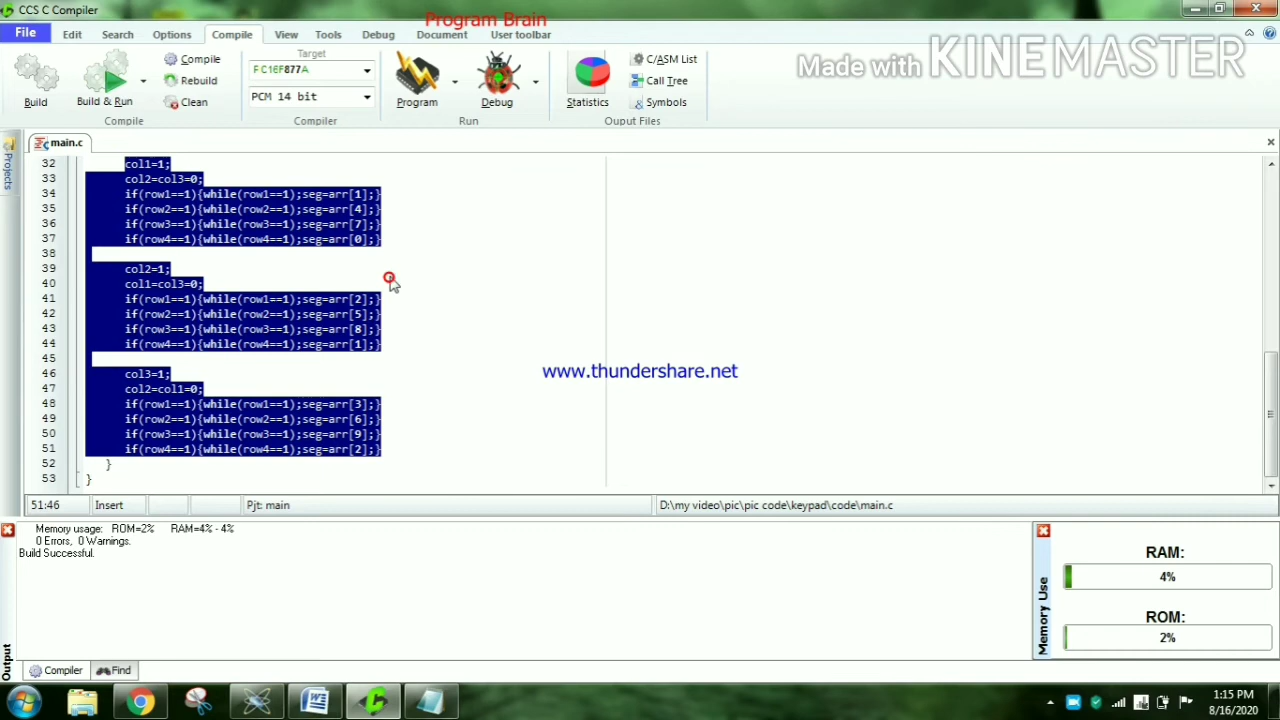 CCS C Compiler
Program Brain
File Edit Search Options Compile View Tools Debug Document User toolbar
Made with KINEMASTER
Build
Build & Run
Compile
Rebuild
Clean
Compile
Target
PCM 14 bit
Compiler
Program
Debug
Run
Statistics
C/ASM List
Call Tree
Symbols
Ouput Files
Projects
main.c
32 col1=1;
33 col2=col3=0;
34 if(row1==1){while(row1==1);seg=arr[1];}
35 if(row2==1){while(row2==1);seg=arr[4];}
36 if(row3==1){while(row3==1);seg=arr[7];}
37 if(row4==1){while(row4==1);seg=arr[0];}
38
39 col2=1;
40 col1=col3=0;
41 if(row1==1){while(row1==1);seg=arr[2];}
42 if(row2==1){while(row2==1);seg=arr[5];}
43 if(row3==1){while(row3==1);seg=arr[8];}
44 if(row4==1){while(row4==1);seg=arr[1];}
45
46 col3=1;
47 col2=col1=0;
48 if(row1==1){while(row1==1);seg=arr[3];}
49 if(row2==1){while(row2==1);seg=arr[6];}
50 if(row3==1){while(row3==1);seg=arr[9];}
51 if(row4==1){while(row4==1);seg=arr[2];}
52 }
53 }
www.thundershare.net
51:46 Insert Pjt: main D:\my video\pic\pic code\keypad\code\main.c
Memory usage: ROM=2% RAM=4% - 4%
0 Errors, 0 Warnings.
Build Successful.
Output
Memory Use
RAM:
4%
ROM:
2%
Compiler Find
1:15 PM
8/16/2020